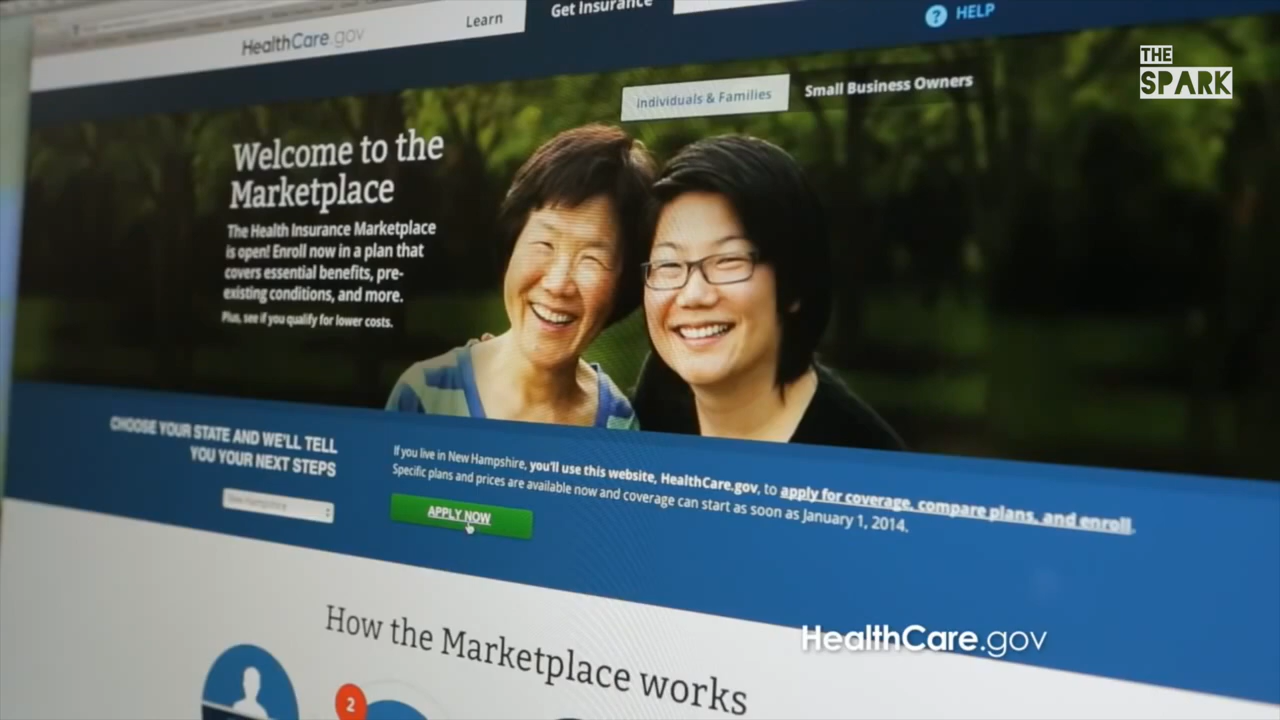 Learn
Get Insurance
HealthCare.gov
HELP
THE
SPARK
Individuals & Families
Small Business Owners
Welcome to the
Marketplace
The Health Insurance Marketplace
is open! Enroll now in a plan that
covers essential benefits, pre-
existing conditions, and more.
Plus, see if you qualify for lower costs.
CHOOSE YOUR STATE AND WE'LL TELL
YOU YOUR NEXT STEPS
New Hampshire
If you live in New Hampshire, you'll use this website, HealthCare.gov, to apply for coverage, compare plans, and enroll.
Specific plans and prices are available now and coverage can start as soon as January 1, 2014.
APPLY NOW
HealthCare.gov
How the Marketplace works
2